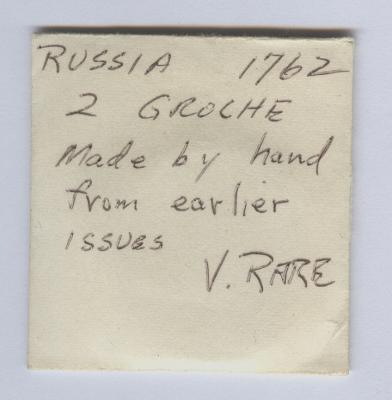 RUSSIA 1762
2 GROCHE
Made by hand
from earlier
ISSUES
V. RARE